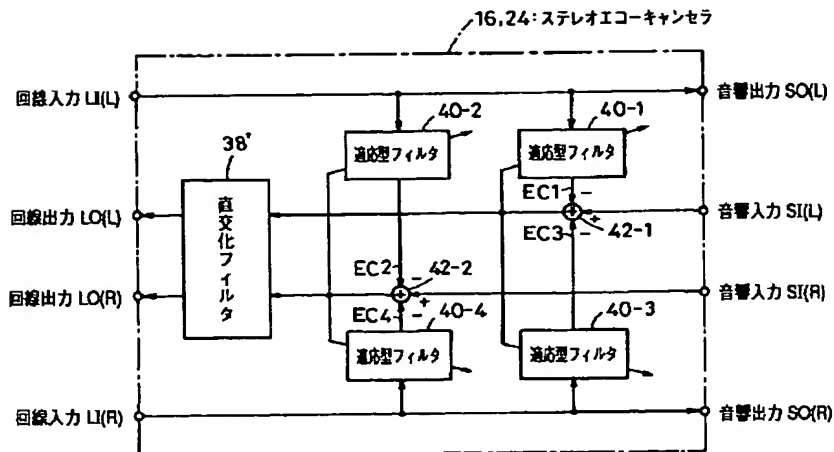 16,24:ステレオエコーキャンセラ
回線入力 LI(L)
音響出力 SO(L)
40-2
40-1
38'
適応型フィルタ
適応型フィルタ
EC1
−
回線出力 LO(L)
直交化フィルタ
+
音響入力 SI(L)
EC3
−
42-1
EC2
−
42-2
回線出力 LO(R)
+
音響入力 SI(R)
EC4
−
40-4
40-3
適応型フィルタ
適応型フィルタ
回線入力 LI(R)
音響出力 SO(R)